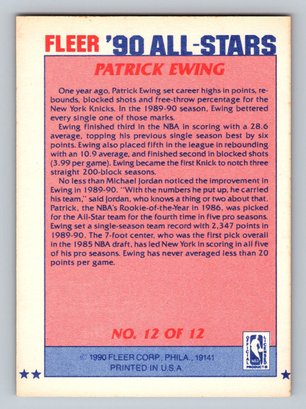 FLEER '90 ALL-STARS
PATRICK EWING
One year ago, Patrick Ewing set career highs in points, re-
bounds, blocked shots and free-throw percentage for the
New York Knicks. In the 1989-90 season, Ewing bettered
every single one of those marks.
Ewing finished third in the NBA in scoring with a 28.6
average, topping his previous single season best by six
points. Ewing also placed fifth in the league in rebounding
with an 10.9 average, and finished second in blocked shots
(3.99 per game). Ewing became the first Knick to notch three
straight 200-block seasons.
No less than Michael Jordan noticed the improvement in
Ewing in 1989-90. "With the numbers he put up, he carried
his team," said Jordan, who knows a thing or two about that.
Patrick, the NBA's Rookie-of-the-Year in 1986, was picked
for the All-Star team for the fourth time in five pro seasons.
Ewing set a single-season team record with 2,347 points in
1989-90. The 7-foot center, who was the first pick overall in
the 1985 NBA draft, has led New York in scoring in all five
of his pro seasons. Ewing has never averaged less than 20
points per game.
NO. 12 OF 12
© 1990 FLEER CORP., PHILA., 19141
PRINTED IN U.S.A.
NBA